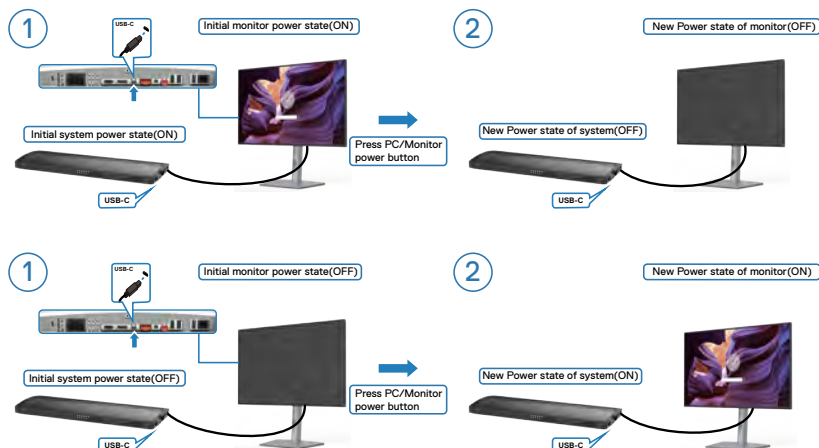 1
USB-C
Initial monitor power state(ON)
Initial system power state(ON)
USB-C
Press PC/Monitor
power button
2
New Power state of monitor(OFF)
New Power state of system(OFF)
USB-C
1
USB-C
Initial monitor power state(OFF)
Initial system power state(OFF)
USB-C
Press PC/Monitor
power button
2
New Power state of monitor(ON)
New Power state of system(ON)
USB-C